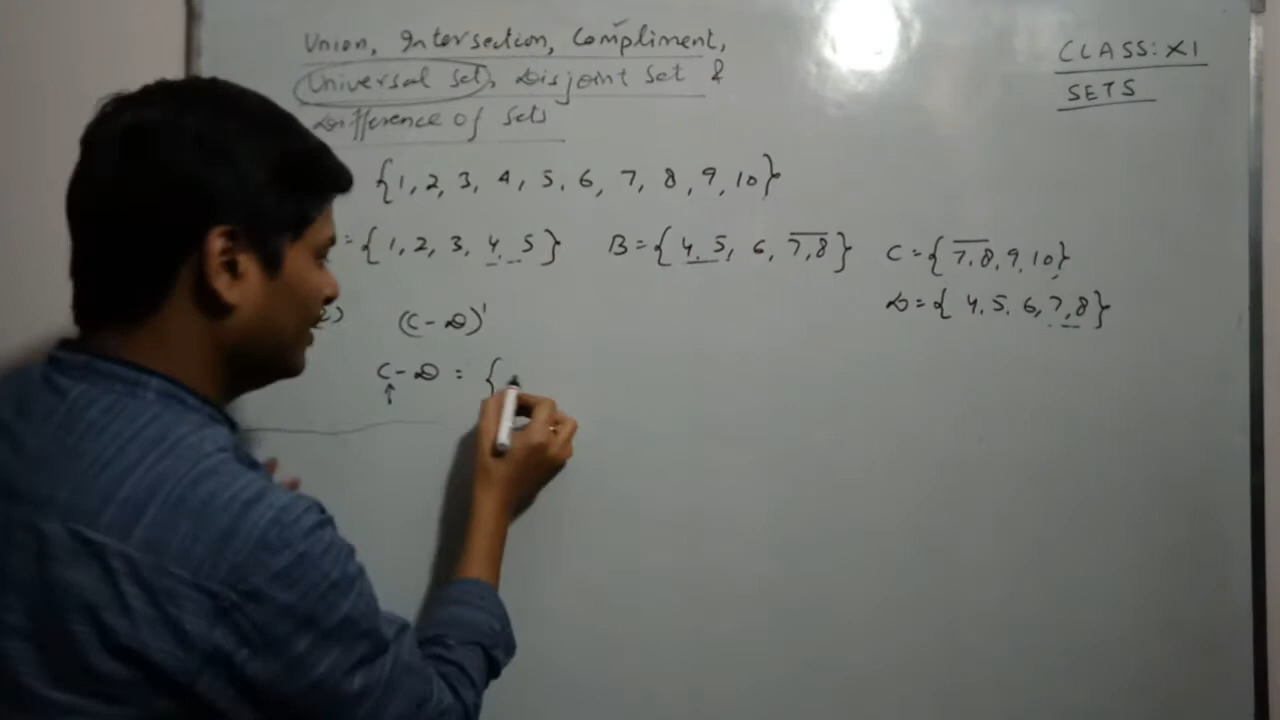 Union, Intersection, Compliment,
Universal Set, Disjoint Set &
Difference of Sets
CLASS: XI
SETS
{1, 2, 3, 4, 5, 6, 7, 8, 9, 10}
= { 1, 2, 3, 4, 5 } B = { 4, 5, 6, 7, 8 } C = { 7, 8, 9, 10 }
D = { 4, 5, 6, 7, 8 }
(C - D)'
C - D = {